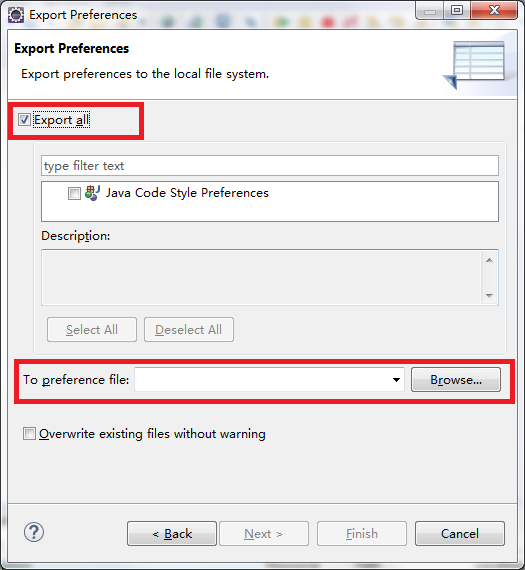 Export Preferences
Export Preferences
Export preferences to the local file system.
Export all
type filter text
Java Code Style Preferences
Description:
Select All
Deselect All
To preference file:
Browse...
Overwrite existing files without warning
?
< Back
Next >
Finish
Cancel